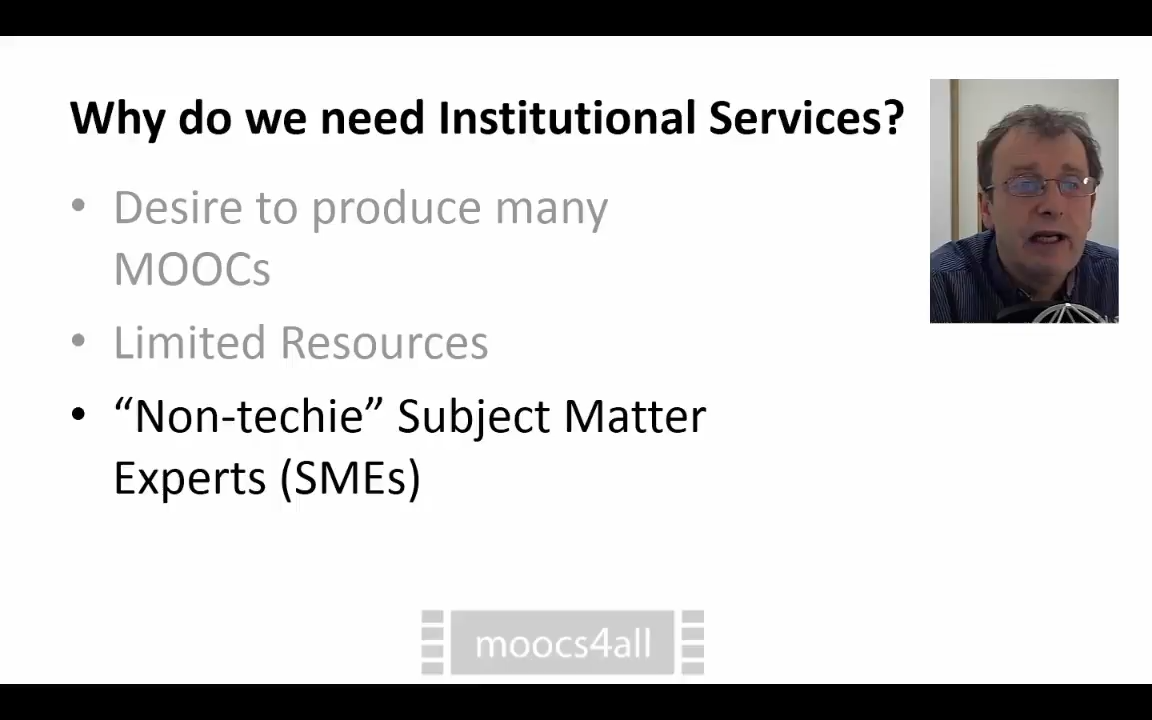 Why do we need Institutional Services?
• Desire to produce many
MOOCs
• Limited Resources
• “Non-techie” Subject Matter
Experts (SMEs)
moocs4all